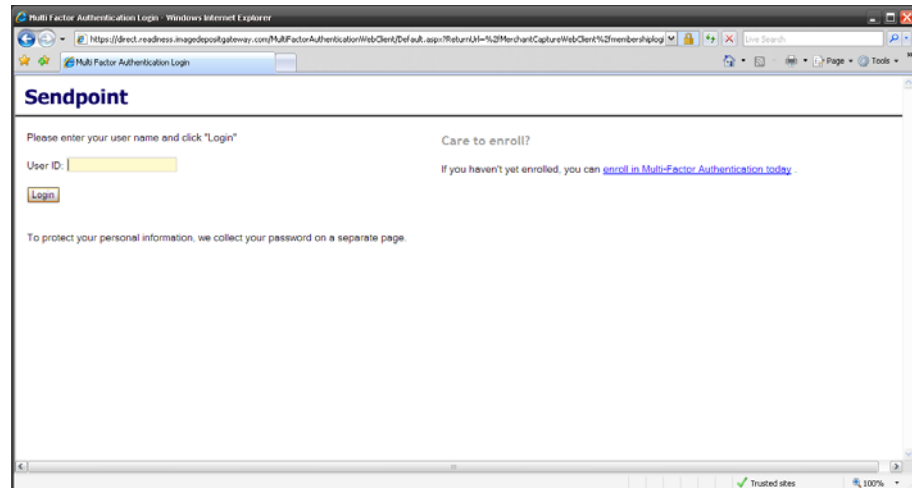 Multi Factor Authentication Login - Windows Internet Explorer
https://direct.readiness.imagedepositgateway.com/MultiFactorAuthenticationWebClient/Default.aspx?ReturnUrl=%2fMerchantCaptureWebClient%2fmembershiplogi
Live Search
Multi Factor Authentication Login
Page
Tools
Sendpoint
Please enter your user name and click "Login"
User ID:
Login
To protect your personal information, we collect your password on a separate page.
Care to enroll?
If you haven't yet enrolled, you can enroll in Multi-Factor Authentication today .
Trusted sites
100%